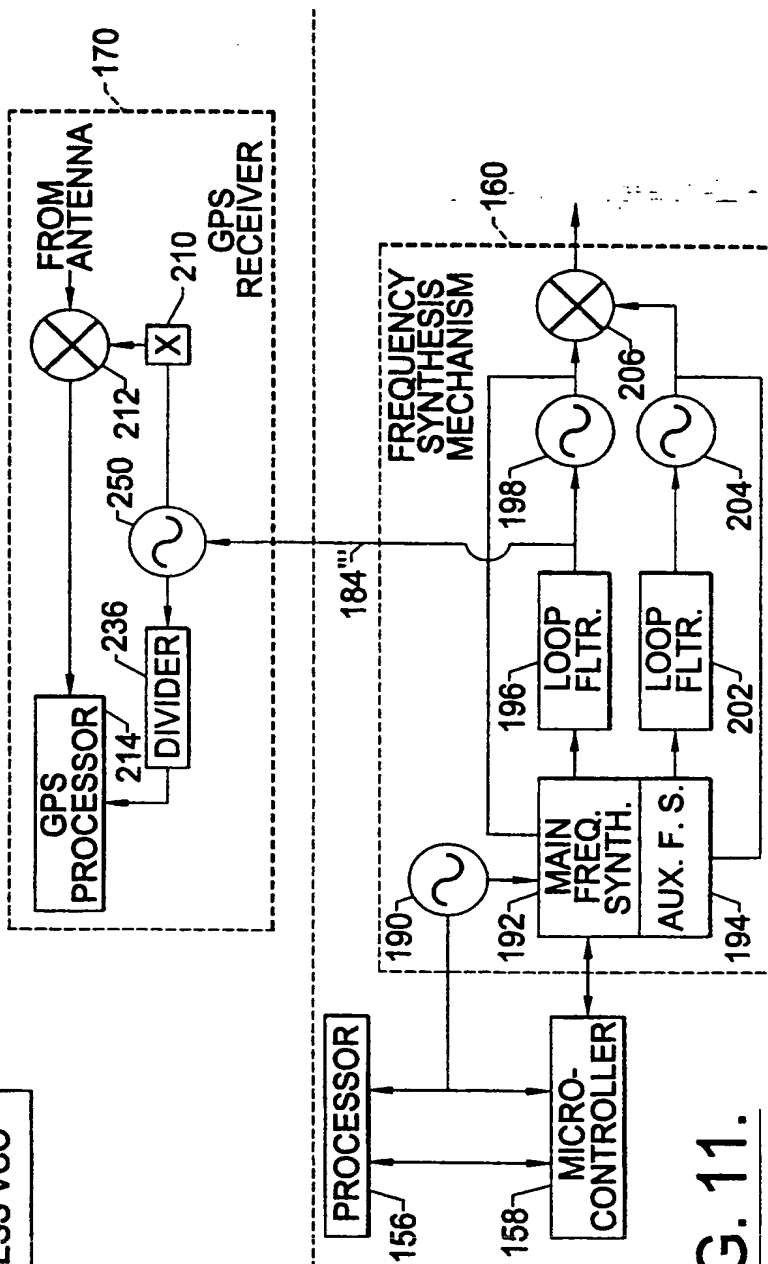 170
FROM
ANTENNA
GPS
RECEIVER
210
X
212
250
236
DIVIDER
214
GPS
PROCESSOR
184'''
160
FREQUENCY
SYNTHESIS
MECHANISM
206
198
204
196
LOOP
FLTR.
LOOP
FLTR.
202
190
192
MAIN
FREQ.
SYNTH.
AUX. F. S.
194
PROCESSOR
156
MICRO-
CONTROLLER
158
G. 11.